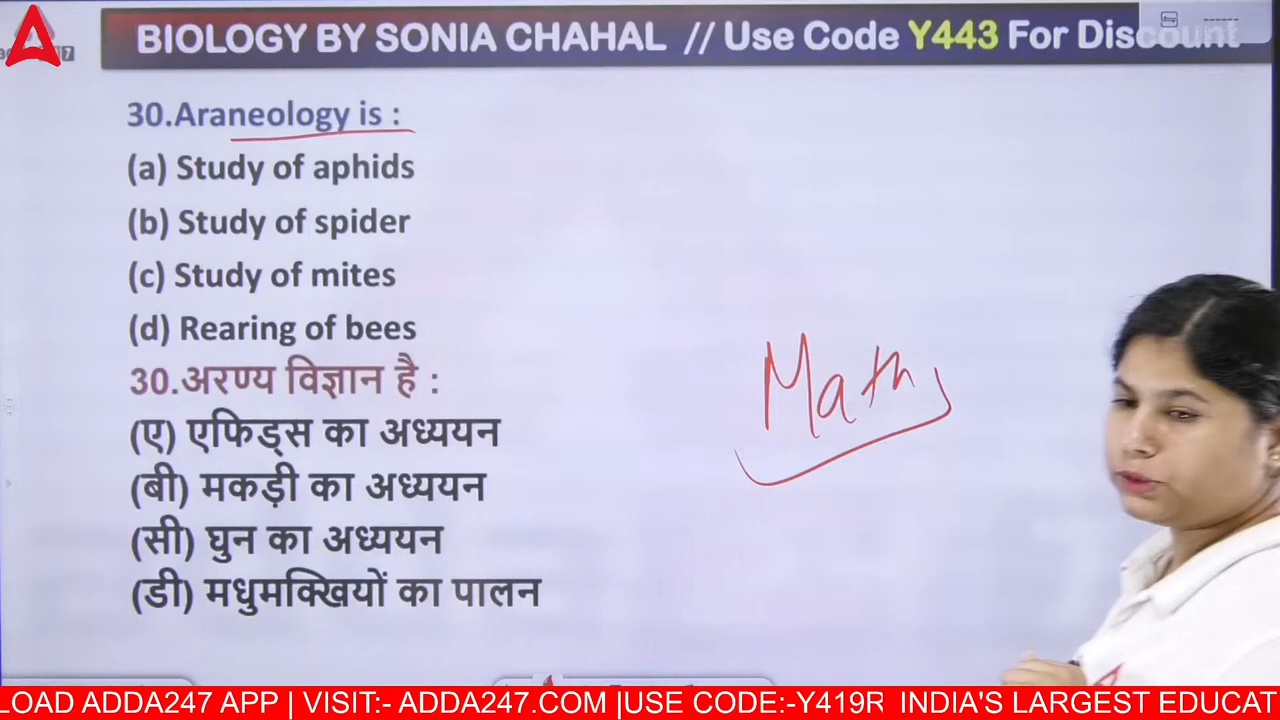 BIOLOGY BY SONIA CHAHAL // Use Code Y443 For Discount
30.Araneology is :
(a) Study of aphids
(b) Study of spider
(c) Study of mites
(d) Rearing of bees
30.अरण्य विज्ञान है :
(ए) एफिड्स का अध्ययन
(बी) मकड़ी का अध्ययन
(सी) घुन का अध्ययन
(डी) मधुमक्खियों का पालन
Maths
LOAD ADDA247 APP | VISIT:- ADDA247.COM |USE CODE:-Y419R INDIA'S LARGEST EDUCAT